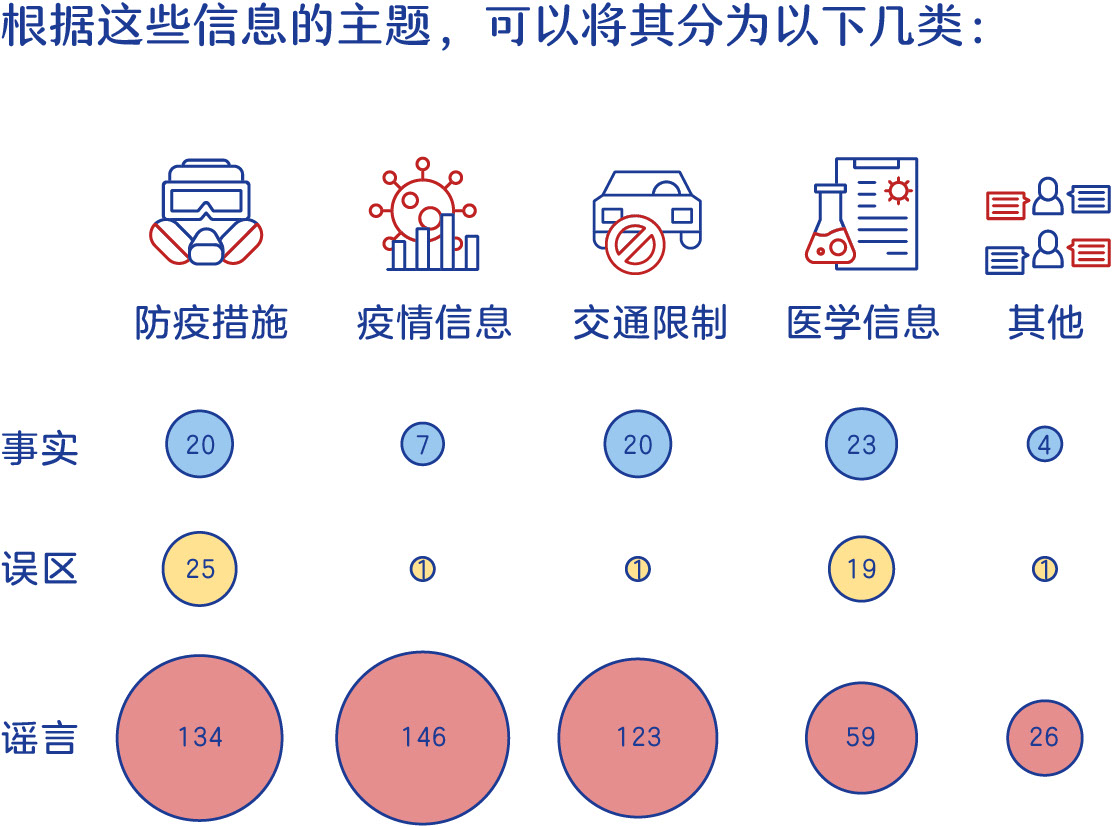 根据这些信息的主题，可以将其分为以下几类：
防疫措施 疫情信息 交通限制 医学信息 其他
事实 20 7 20 23 4
误区 25 1 1 19 1
谣言 134 146 123 59 26